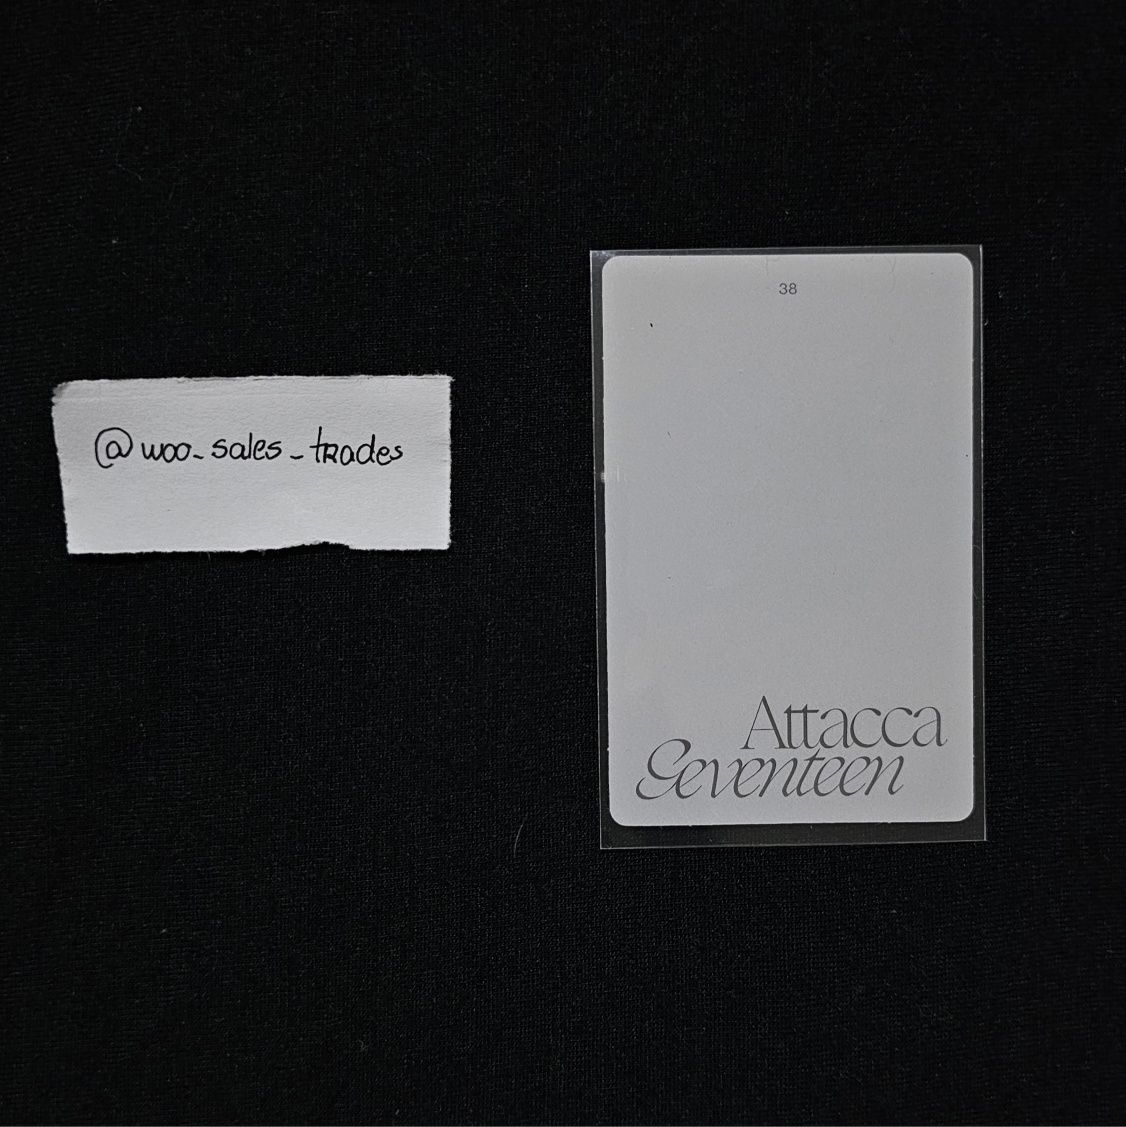 @woo_sales_trades
38
Attacca
Seventeen